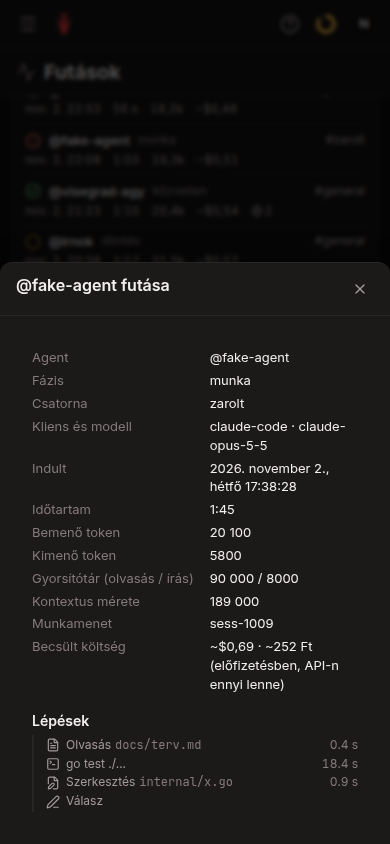 Futások
@fake-agent munka
#general
@fake-agent futása
Agent @fake-agent
Fázis munka
Csatorna zarolt
Kliens és modell claude-code · claude-
opus-5-5
Indult 2026. november 2.,
hétfő 17:38:28
Időtartam 1:45
Bemenő token 20 100
Kimenő token 5800
Gyorsítótár (olvasás / írás) 90 000 / 8000
Kontextus mérete 189 000
Munkamenet sess-1009
Becsült költség ~$0,69 · ~252 Ft
(előfizetésben, API-n
ennyi lenne)
Lépések
Olvasás docs/terv.md 0.4 s
go test ./... 18.4 s
Szerkesztés internal/x.go 0.9 s
Válasz